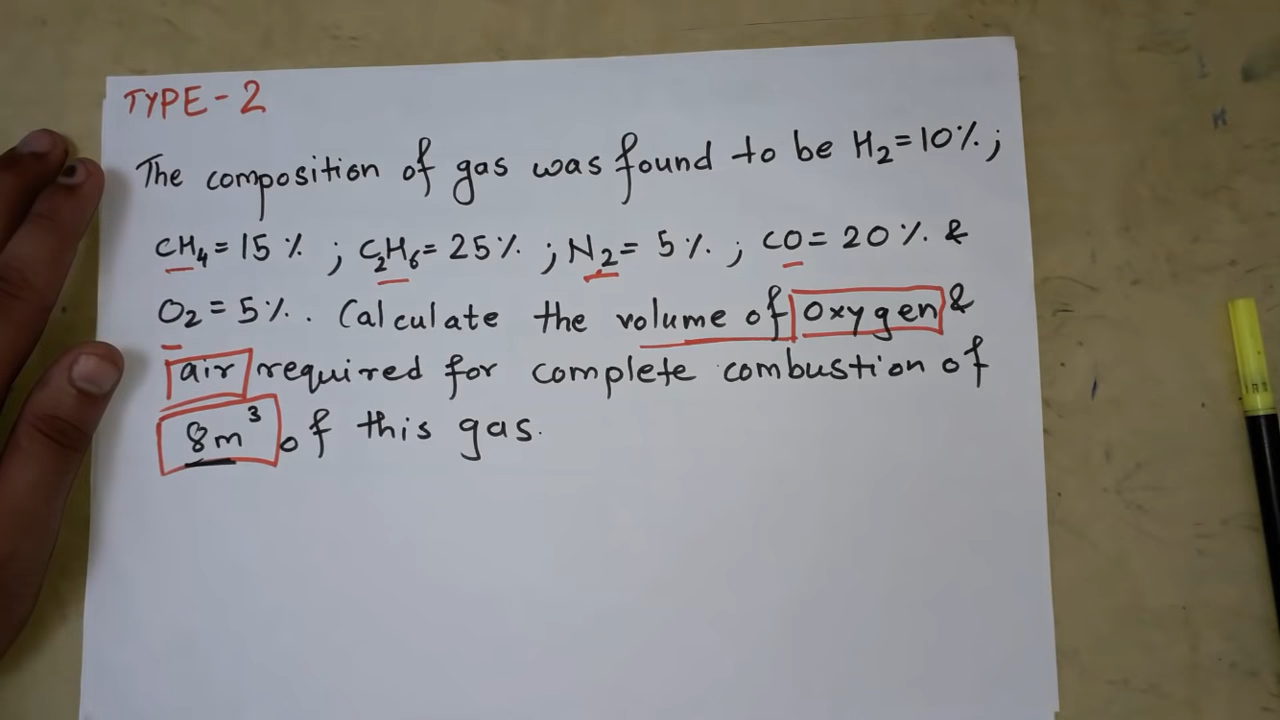 TYPE-2
The composition of gas was found to be H₂=10%;
CH₄=15%; C₂H₆=25%; N₂=5%; CO=20% &
O₂=5%. Calculate the volume of oxygen &
air required for complete combustion of
8m³ of this gas.